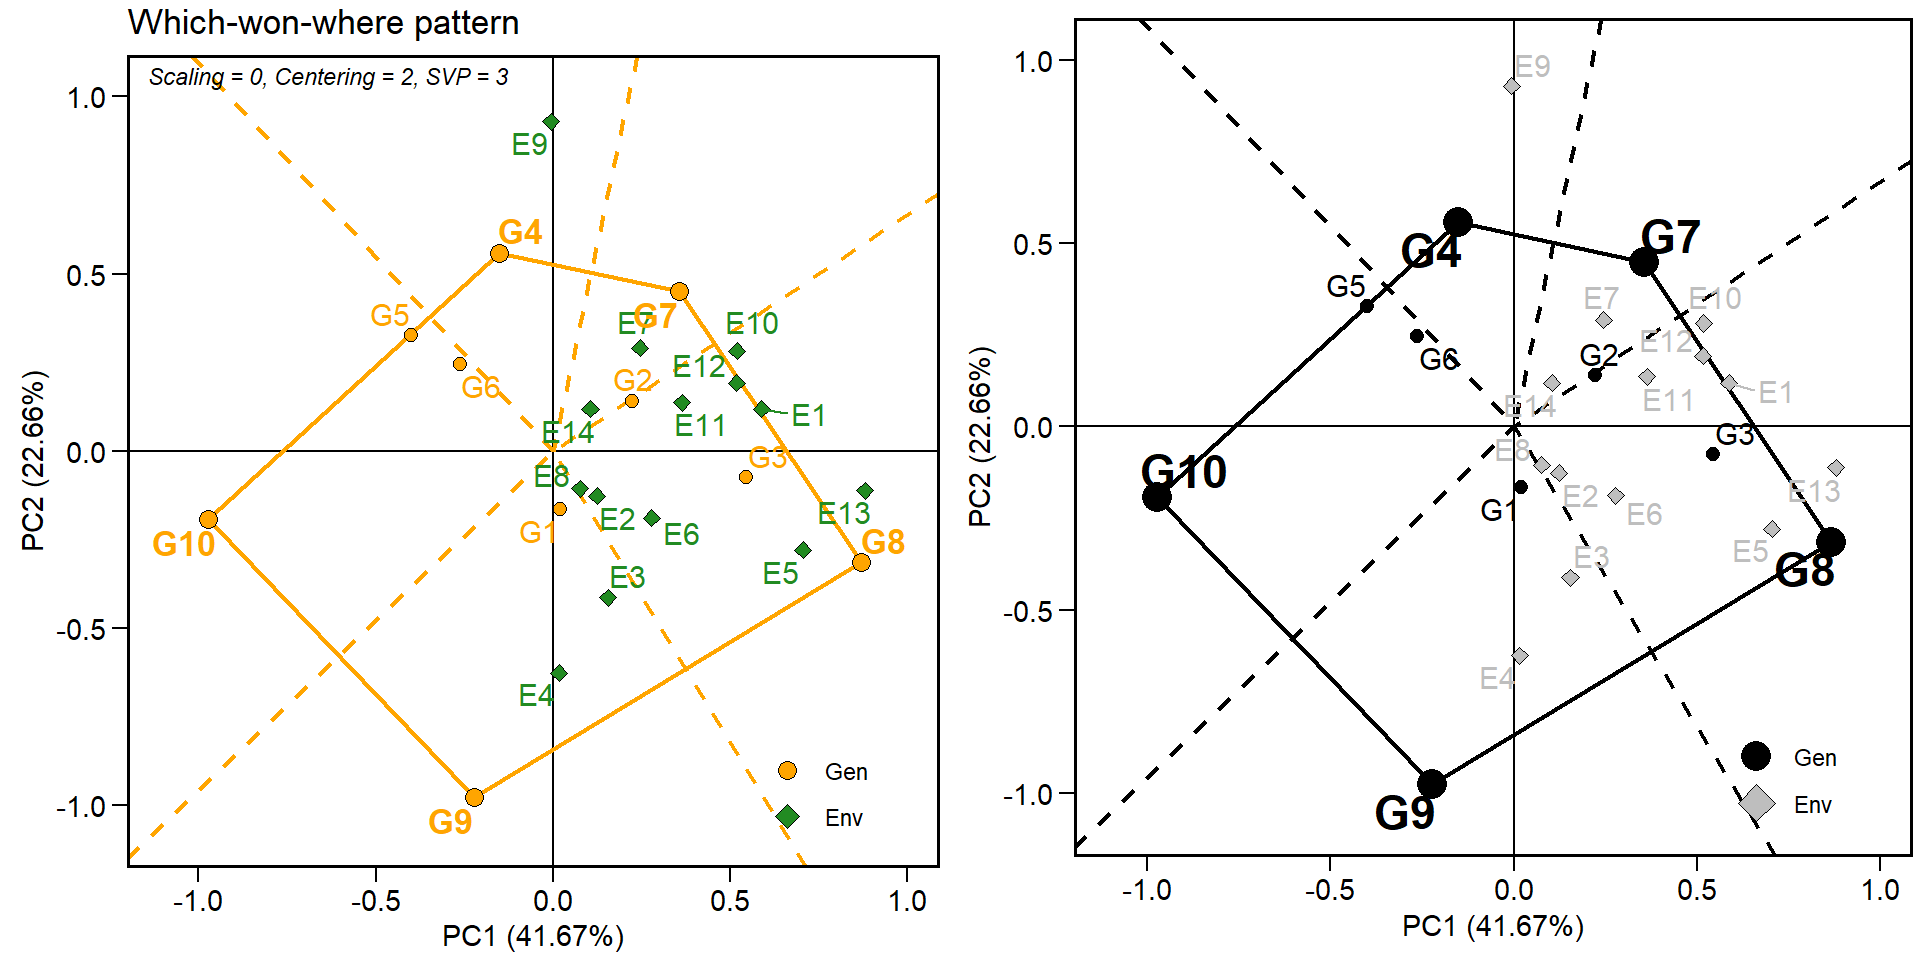 Which-won-where pattern
Scaling = 0, Centering = 2, SVP = 3
PC2 (22.66%)
1.0
0.5
0.0
-0.5
-1.0
E9
G4
G5
G6
E7
G7
E10
E12
G2
E14
E11
E1
G3
E8
E2
G1
E6
E13
G8
E5
E3
G10
E4
G9
Gen
Env
-1.0
-0.5
0.0
0.5
1.0
PC1 (41.67%)
PC2 (22.66%)
1.0
0.5
0.0
-0.5
-1.0
E9
G4
G7
G5
E7
E10
G6
G2
E12
E14
E11
E1
G3
E8
G10
E2
G1
E6
E13
E5
G8
E3
E4
G9
Gen
Env
-1.0
-0.5
0.0
0.5
1.0
PC1 (41.67%)